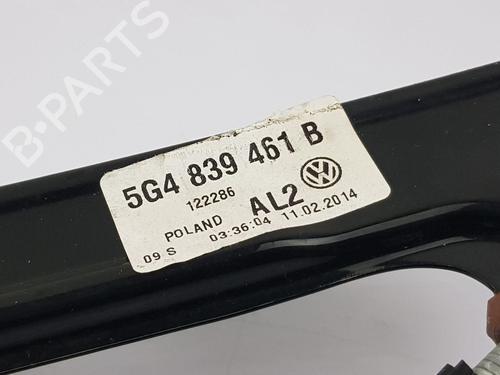 B-PARTS
5G4 839 461 B
122286
POLAND AL2
09 S 03:36:04 11.02.2014